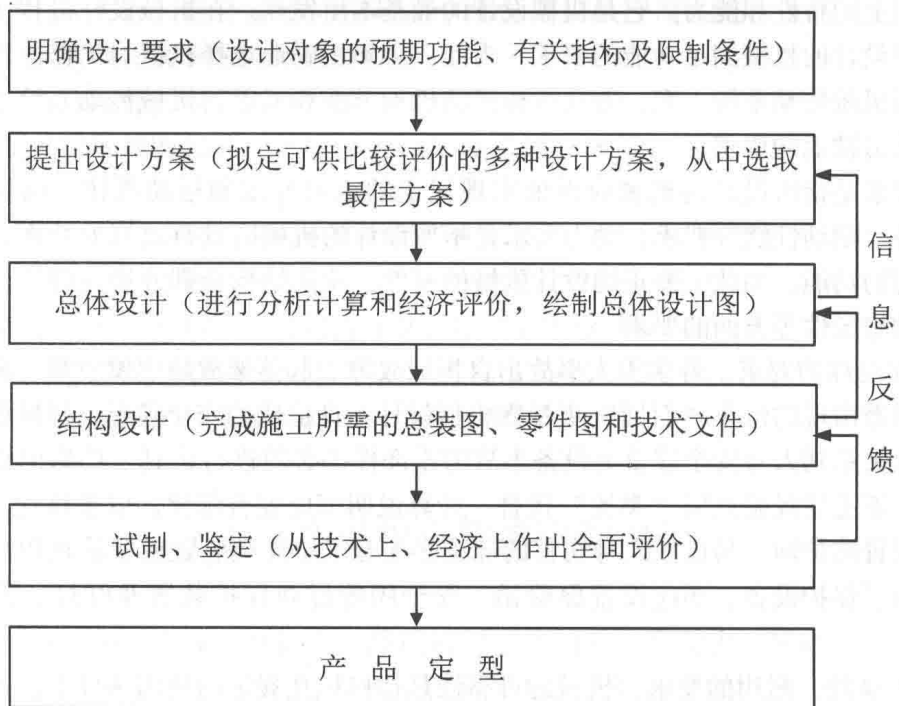 明确设计要求（设计对象的预期功能、有关指标及限制条件）
提出设计方案（拟定可供比较评价的多种设计方案，从中选取
最佳方案）
总体设计（进行分析计算和经济评价，绘制总体设计图）
结构设计（完成施工所需的总装图、零件图和技术文件）
试制、鉴定（从技术上、经济上作出全面评价）
产 品 定 型
信
息
反
馈